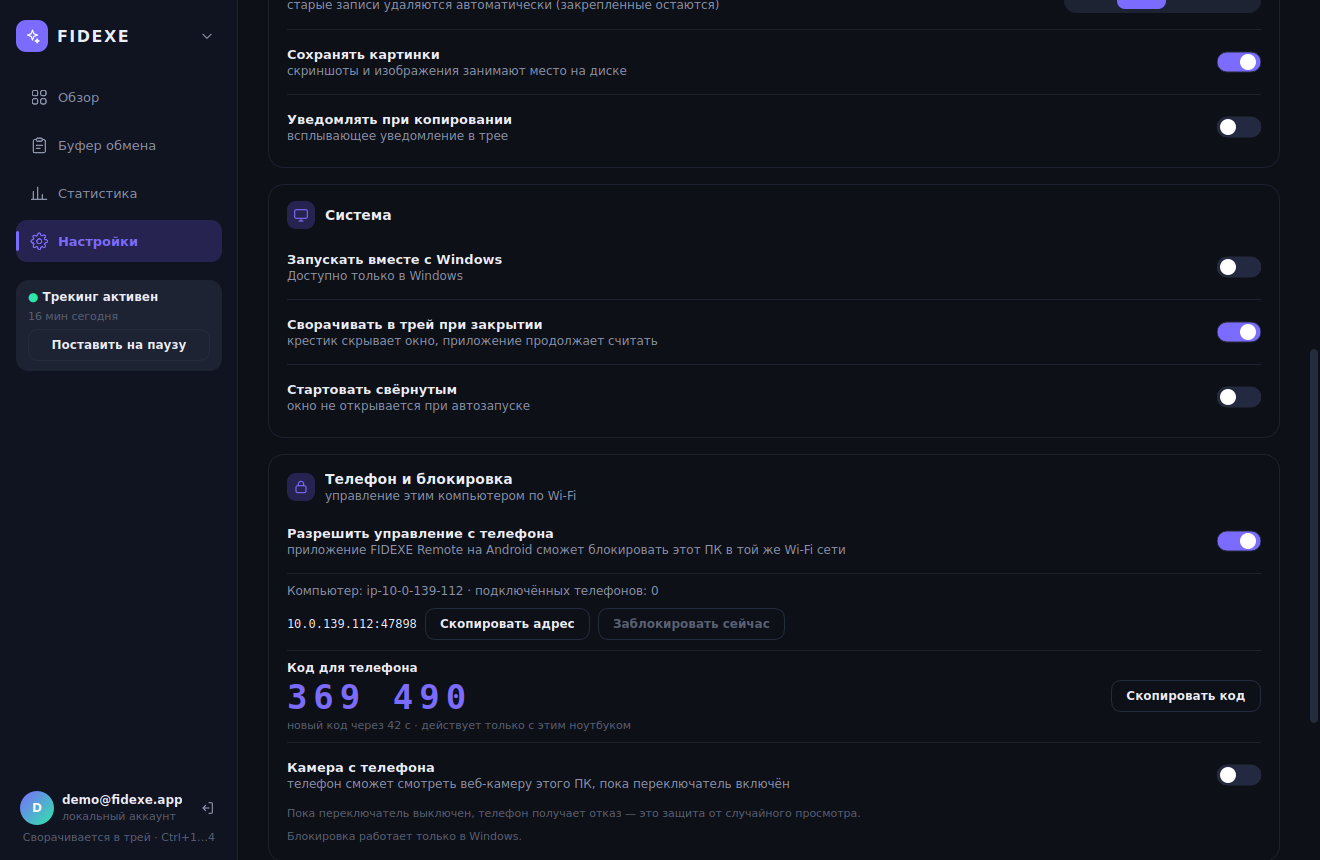 FIDEXE
Обзор
Буфер обмена
Статистика
Настройки
Трекинг активен
16 мин сегодня
Поставить на паузу
D
demo@fidexe.app
локальный аккаунт
Сворачивается в трей · Ctrl+1…4
старые записи удаляются автоматически (закреплённые остаются)
Сохранять картинки
скриншоты и изображения занимают место на диске
Уведомлять при копировании
всплывающее уведомление в трее
Система
Запускать вместе с Windows
Доступно только в Windows
Сворачивать в трей при закрытии
крестик скрывает окно, приложение продолжает считать
Стартовать свёрнутым
окно не открывается при автозапуске
Телефон и блокировка
управление этим компьютером по Wi-Fi
Разрешить управление с телефона
приложение FIDEXE Remote на Android сможет блокировать этот ПК в той же Wi-Fi сети
Компьютер: ip-10-0-139-112 · подключённых телефонов: 0
10.0.139.112:47898 Скопировать адрес Заблокировать сейчас
Код для телефона
369 490
Скопировать код
новый код через 42 с · действует только с этим ноутбуком
Камера с телефона
телефон сможет смотреть веб-камеру этого ПК, пока переключатель включён
Пока переключатель выключен, телефон получает отказ — это защита от случайного просмотра.
Блокировка работает только в Windows.